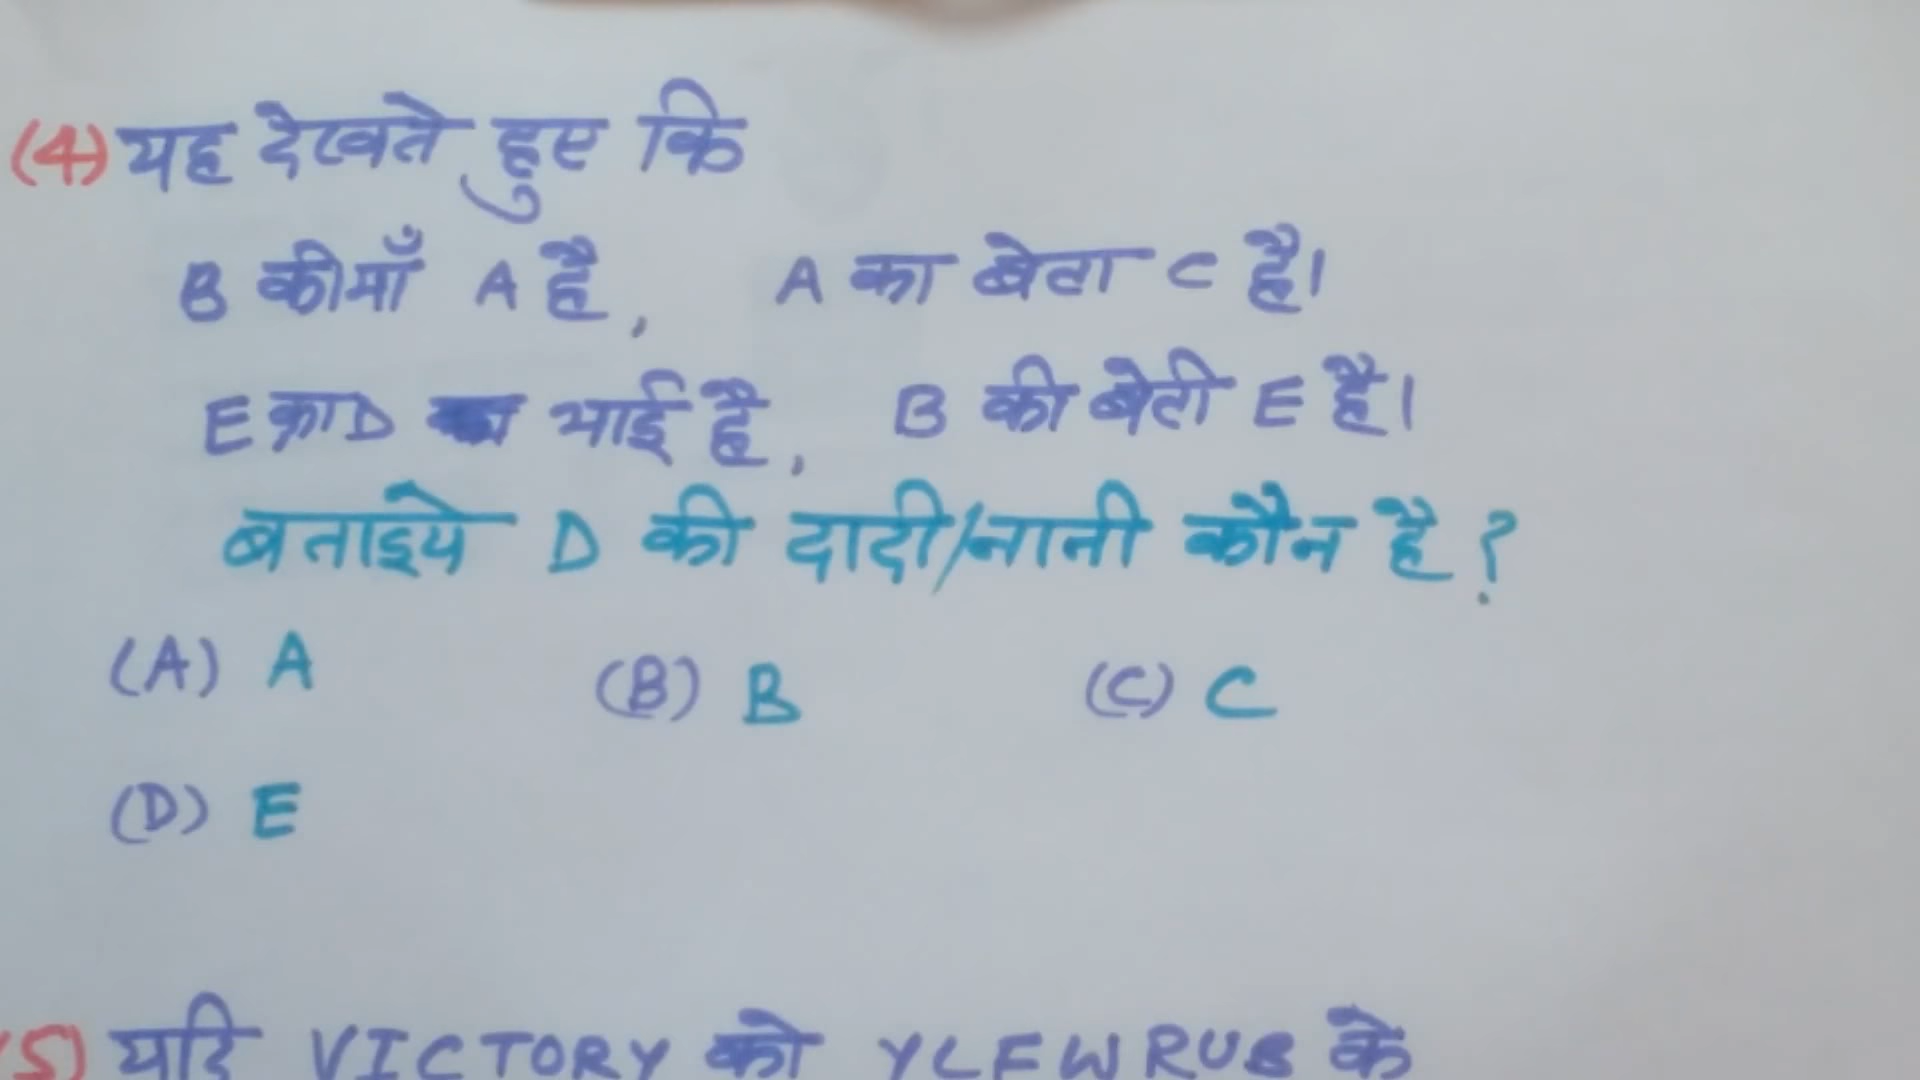 (4) यह देखते हुए कि
B की माँ A है, A का बेटा C है।
E का D भाई है, B की बेटी E है।
बताइये D की दादी/नानी कौन है?
(A) A (B) B (C) C
(D) E
(5) यदि VICTORY को YLFWRUB के